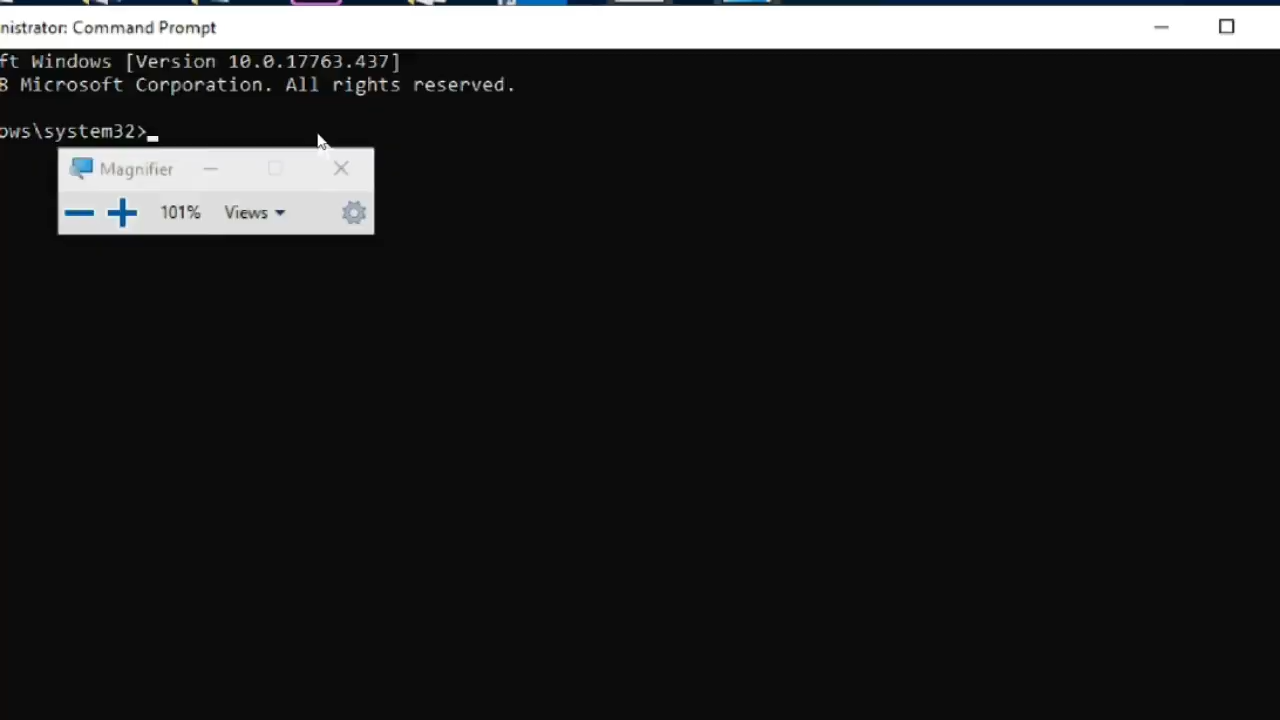 nistrator: Command Prompt
ft Windows [Version 10.0.17763.437]
8 Microsoft Corporation. All rights reserved.
ows\system32>
Magnifier
101% Views